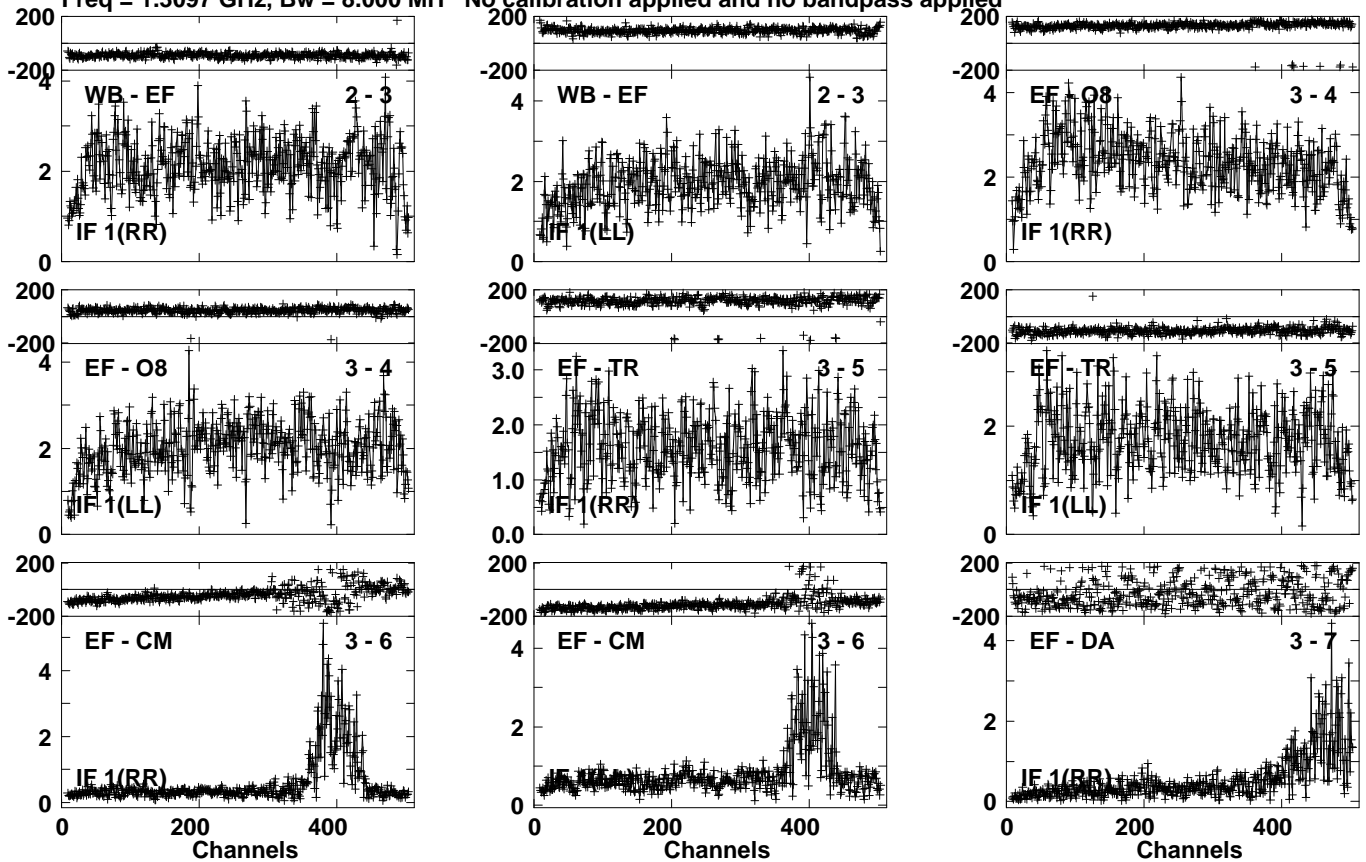 Freq = 1.3097 GHz, Bw = 8.000 MH No calibration applied and no bandpass applied
200 200 200
-200 -200 -200
4 WB - EF 2 - 3 4 WB - EF 2 - 3 4 EF - O8 3 - 4
2 2 2
IF 1(RR) IF 1(LL) IF 1(RR)
0 0 0
200 200 200
-200 -200 -200
4 EF - O8 3 - 4 3.0 EF - TR 3 - 5 EF - TR 3 - 5
2 2.0 2
1.0
IF 1(LL) IF 1(RR) IF 1(LL)
0 0.0 0
200 200 200
-200 -200 -200
4 EF - CM 3 - 6 4 EF - CM 3 - 6 4 EF - DA 3 - 7
2 2 2
IF 1(RR) IF 1(RR)
0 0 0
0 200 400 0 200 400 0 200 400
Channels Channels Channels